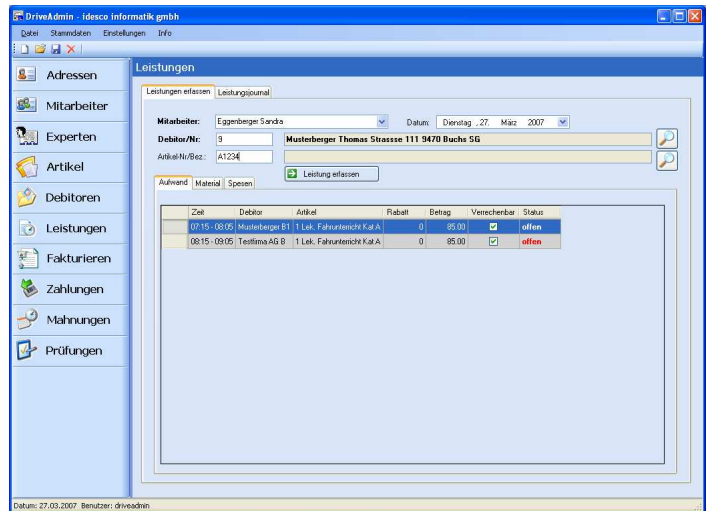 DriveAdmin - idesco informatik gmbh
Datei Stammdaten Einstellungen Info
Adressen
Mitarbeiter
Experten
Artikel
Debitoren
Leistungen
Fakturieren
Zahlungen
Mahnungen
Prüfungen
Leistungen
Leistungen erfassen Leistungsjournal
Mitarbeiter: Eggenberger Sandra Datum: Dienstag , 27. März 2007
Debitor/Nr: 9 Musterberger Thomas Strassse 111 9470 Buchs SG
Artikel-Nr/Bez.: A1234
Leistung erfassen
Aufwand Material Spesen
Zeit Debitor Artikel Rabatt Betrag Verrechenbar Status
07:15 - 08:05 Musterberger B1 1 Lek. Fahrunterricht Kat A 0 85.00 offen
08:15 - 09:05 Testfirma AG B 1 Lek. Fahrunterricht Kat A 0 85.00 offen
Datum: 27.03.2007 Benutzer: driveadmin